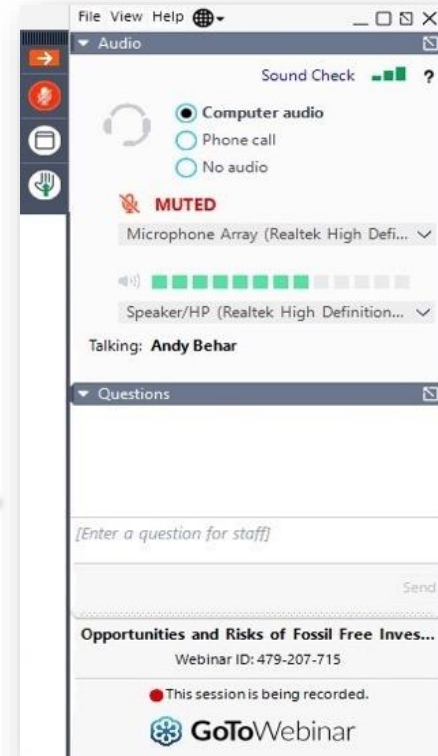 File View Help
Audio
Sound Check ?
Computer audio
Phone call
No audio
MUTED
Microphone Array (Realtek High Defi...
Speaker/HP (Realtek High Definition...
Talking: Andy Behar
Questions
[Enter a question for staff]
Send
Opportunities and Risks of Fossil Free Inves...
Webinar ID: 479-207-715
This session is being recorded.
GoToWebinar